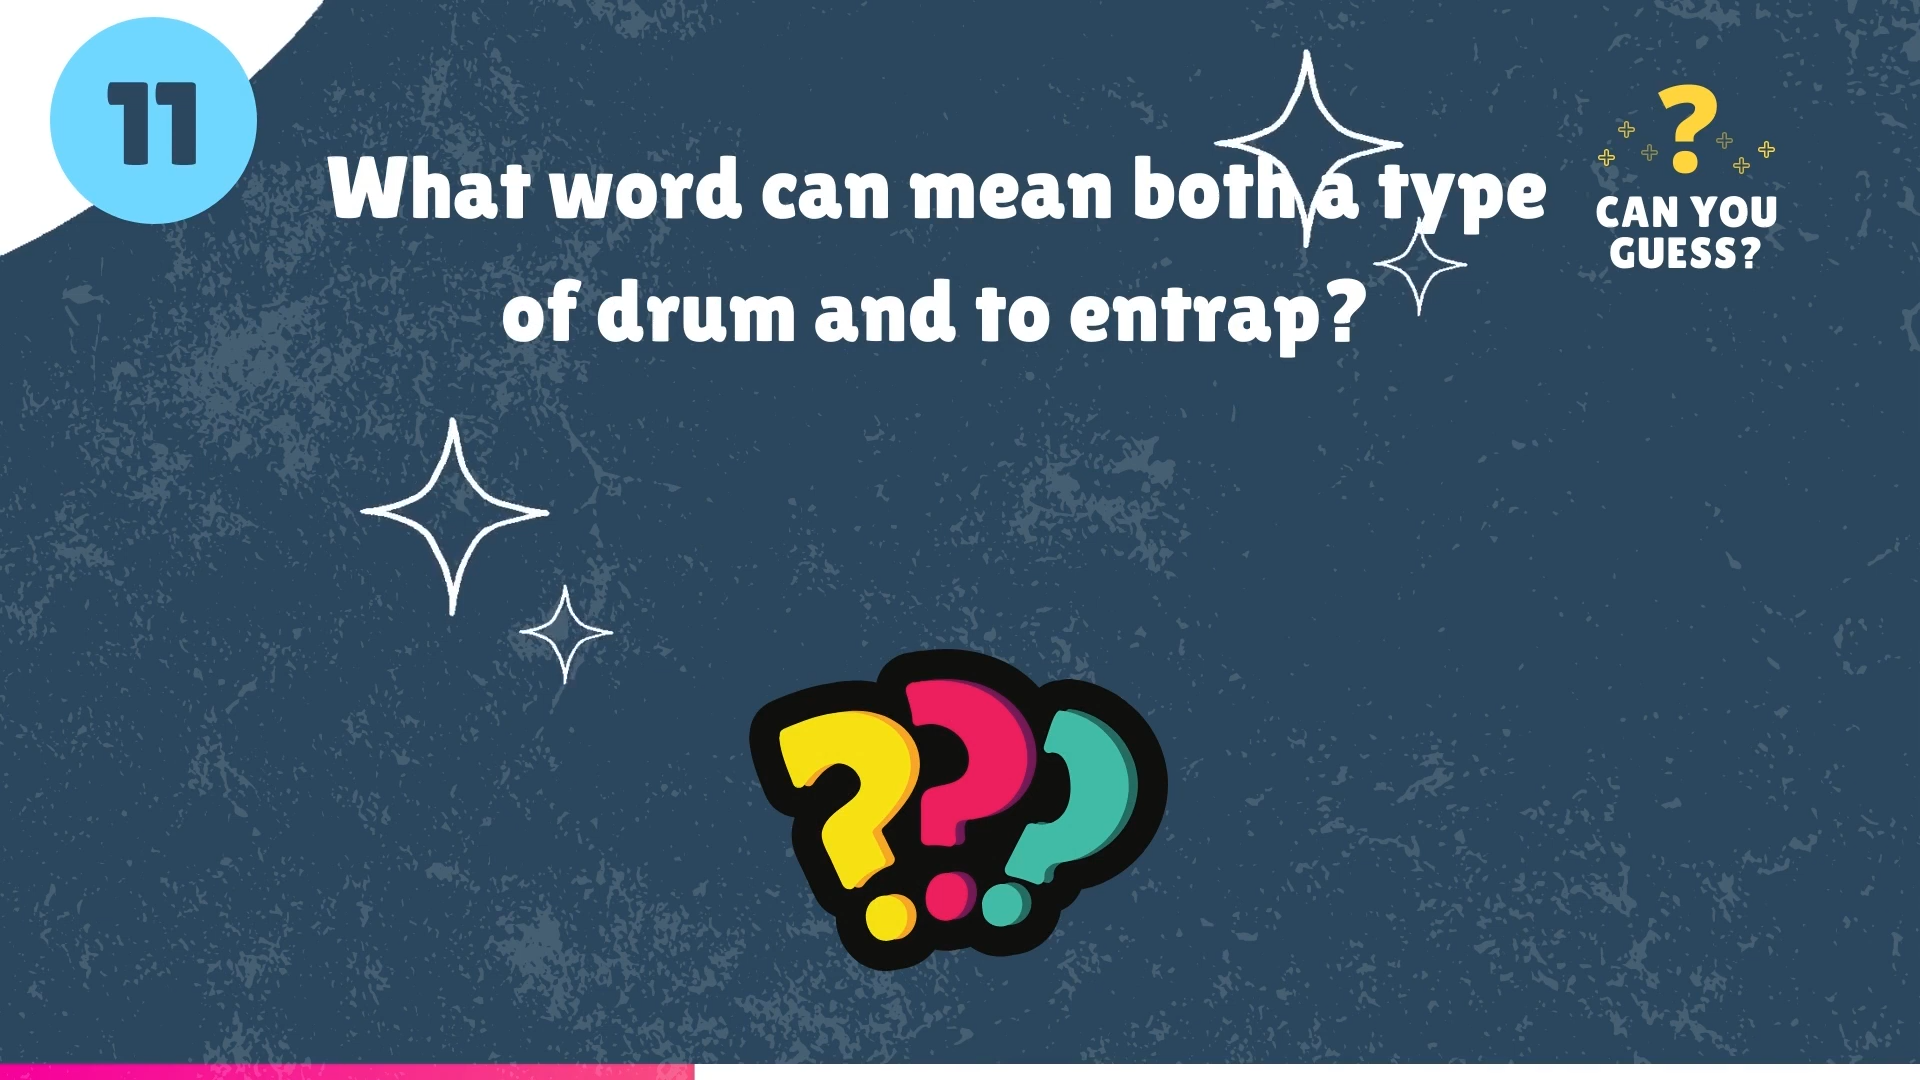 11
What word can mean both a type
of drum and to entrap?
?
CAN YOU
GUESS?
???